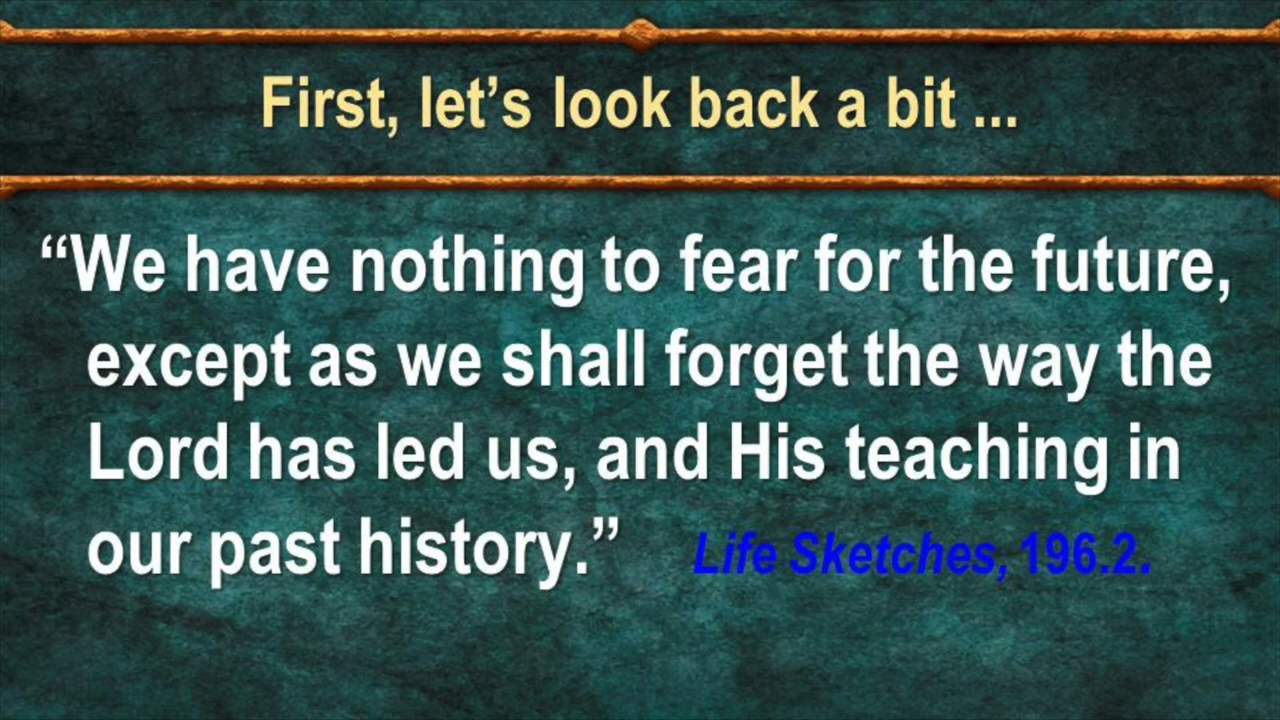 First, let’s look back a bit ...
“We have nothing to fear for the future,
except as we shall forget the way the
Lord has led us, and His teaching in
our past history.” Life Sketches, 196.2.